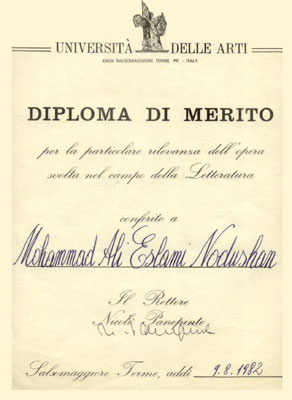 UNIVERSITÀ DELLE ARTI
43039 SALSOMAGGIORE TERME PR - ITALY
DIPLOMA DI MERITO
per la particolare rilevanza dell'opera
svolta nel campo della Letteratura
conferito a
Mohammad Ali Eslami Nodushan
Il Rettore
Nicolò Panepinto
Salsomaggiore Terme, addì 9.8.1982